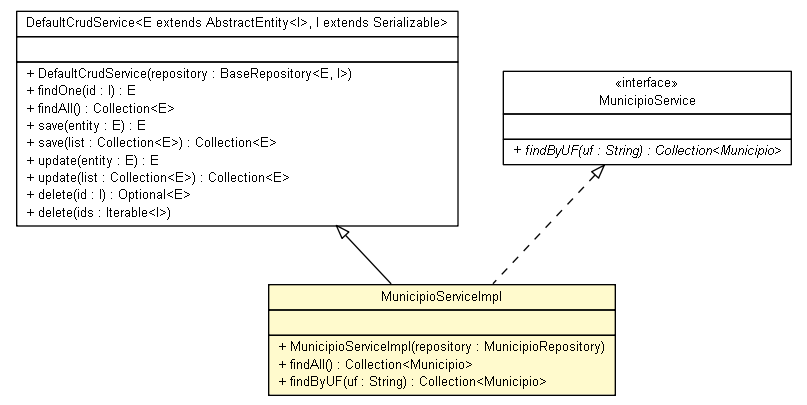 DefaultCrudService<E extends AbstractEntity<I>, I extends Serializable>
+ DefaultCrudService(repository : BaseRepository<E, I>)
+ findOne(id : I) : E
+ findAll() : Collection<E>
+ save(entity : E) : E
+ save(list : Collection<E>) : Collection<E>
+ update(entity : E) : E
+ update(list : Collection<E>) : Collection<E>
+ delete(id : I) : Optional<E>
+ delete(ids : Iterable<I>)
«interface»
MunicipioService
+ findByUF(uf : String) : Collection<Municipio>
MunicipioServiceImpl
+ MunicipioServiceImpl(repository : MunicipioRepository)
+ findAll() : Collection<Municipio>
+ findByUF(uf : String) : Collection<Municipio>